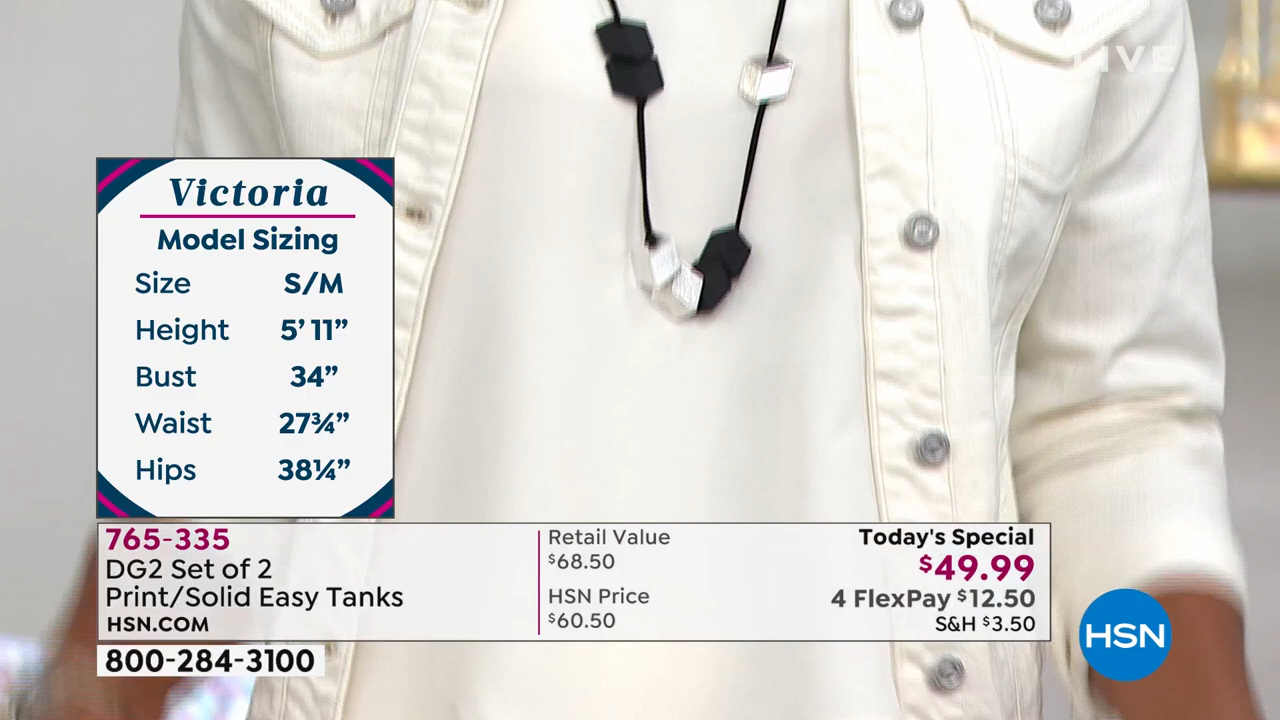 LIVE
Victoria
Model Sizing
Size S/M
Height 5' 11”
Bust 34”
Waist 27¾”
Hips 38¼”
765-335
DG2 Set of 2
Print/Solid Easy Tanks
HSN.COM
Retail Value
$68.50
HSN Price
$60.50
Today's Special
$49.99
4 FlexPay $12.50
S&H $3.50
800-284-3100
HSN